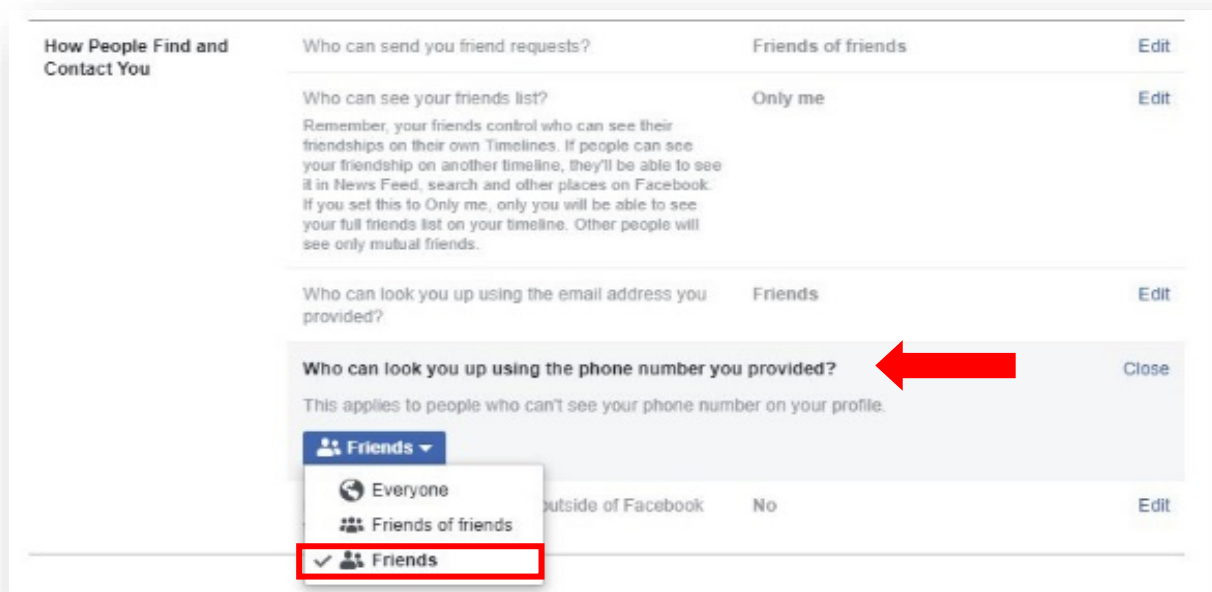 How People Find and
Contact You
Who can send you friend requests?
Friends of friends
Edit
Who can see your friends list?
Only me
Edit
Remember, your friends control who can see their
friendships on their own Timelines. If people can see
your friendship on another timeline, they'll be able to see
it in News Feed, search and other places on Facebook.
If you set this to Only me, only you will be able to see
your full friends list on your timeline. Other people will
see only mutual friends.
Who can look you up using the email address you
provided?
Friends
Edit
Who can look you up using the phone number you provided?
Close
This applies to people who can't see your phone number on your profile.
Friends
Everyone
Friends of friends
Friends
outside of Facebook
No
Edit